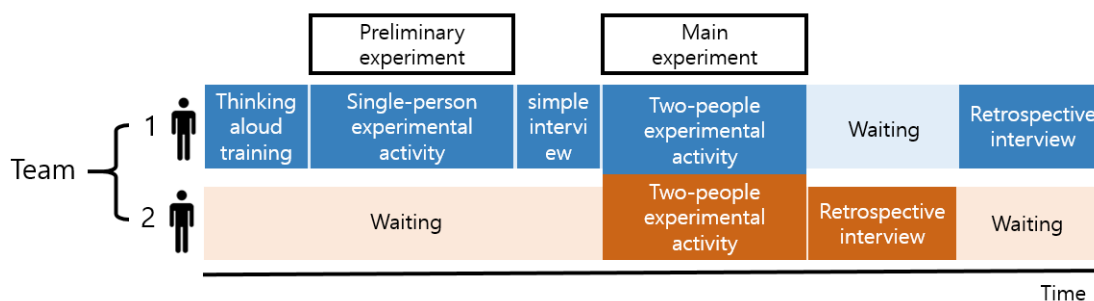 Preliminary
experiment
Main
experiment
Team
1
Thinking
aloud
training
Single-person
experimental
activity
simple
intervi
ew
Two-people
experimental
activity
Waiting
Retrospective
interview
2
Waiting
Two-people
experimental
activity
Retrospective
interview
Waiting
Time